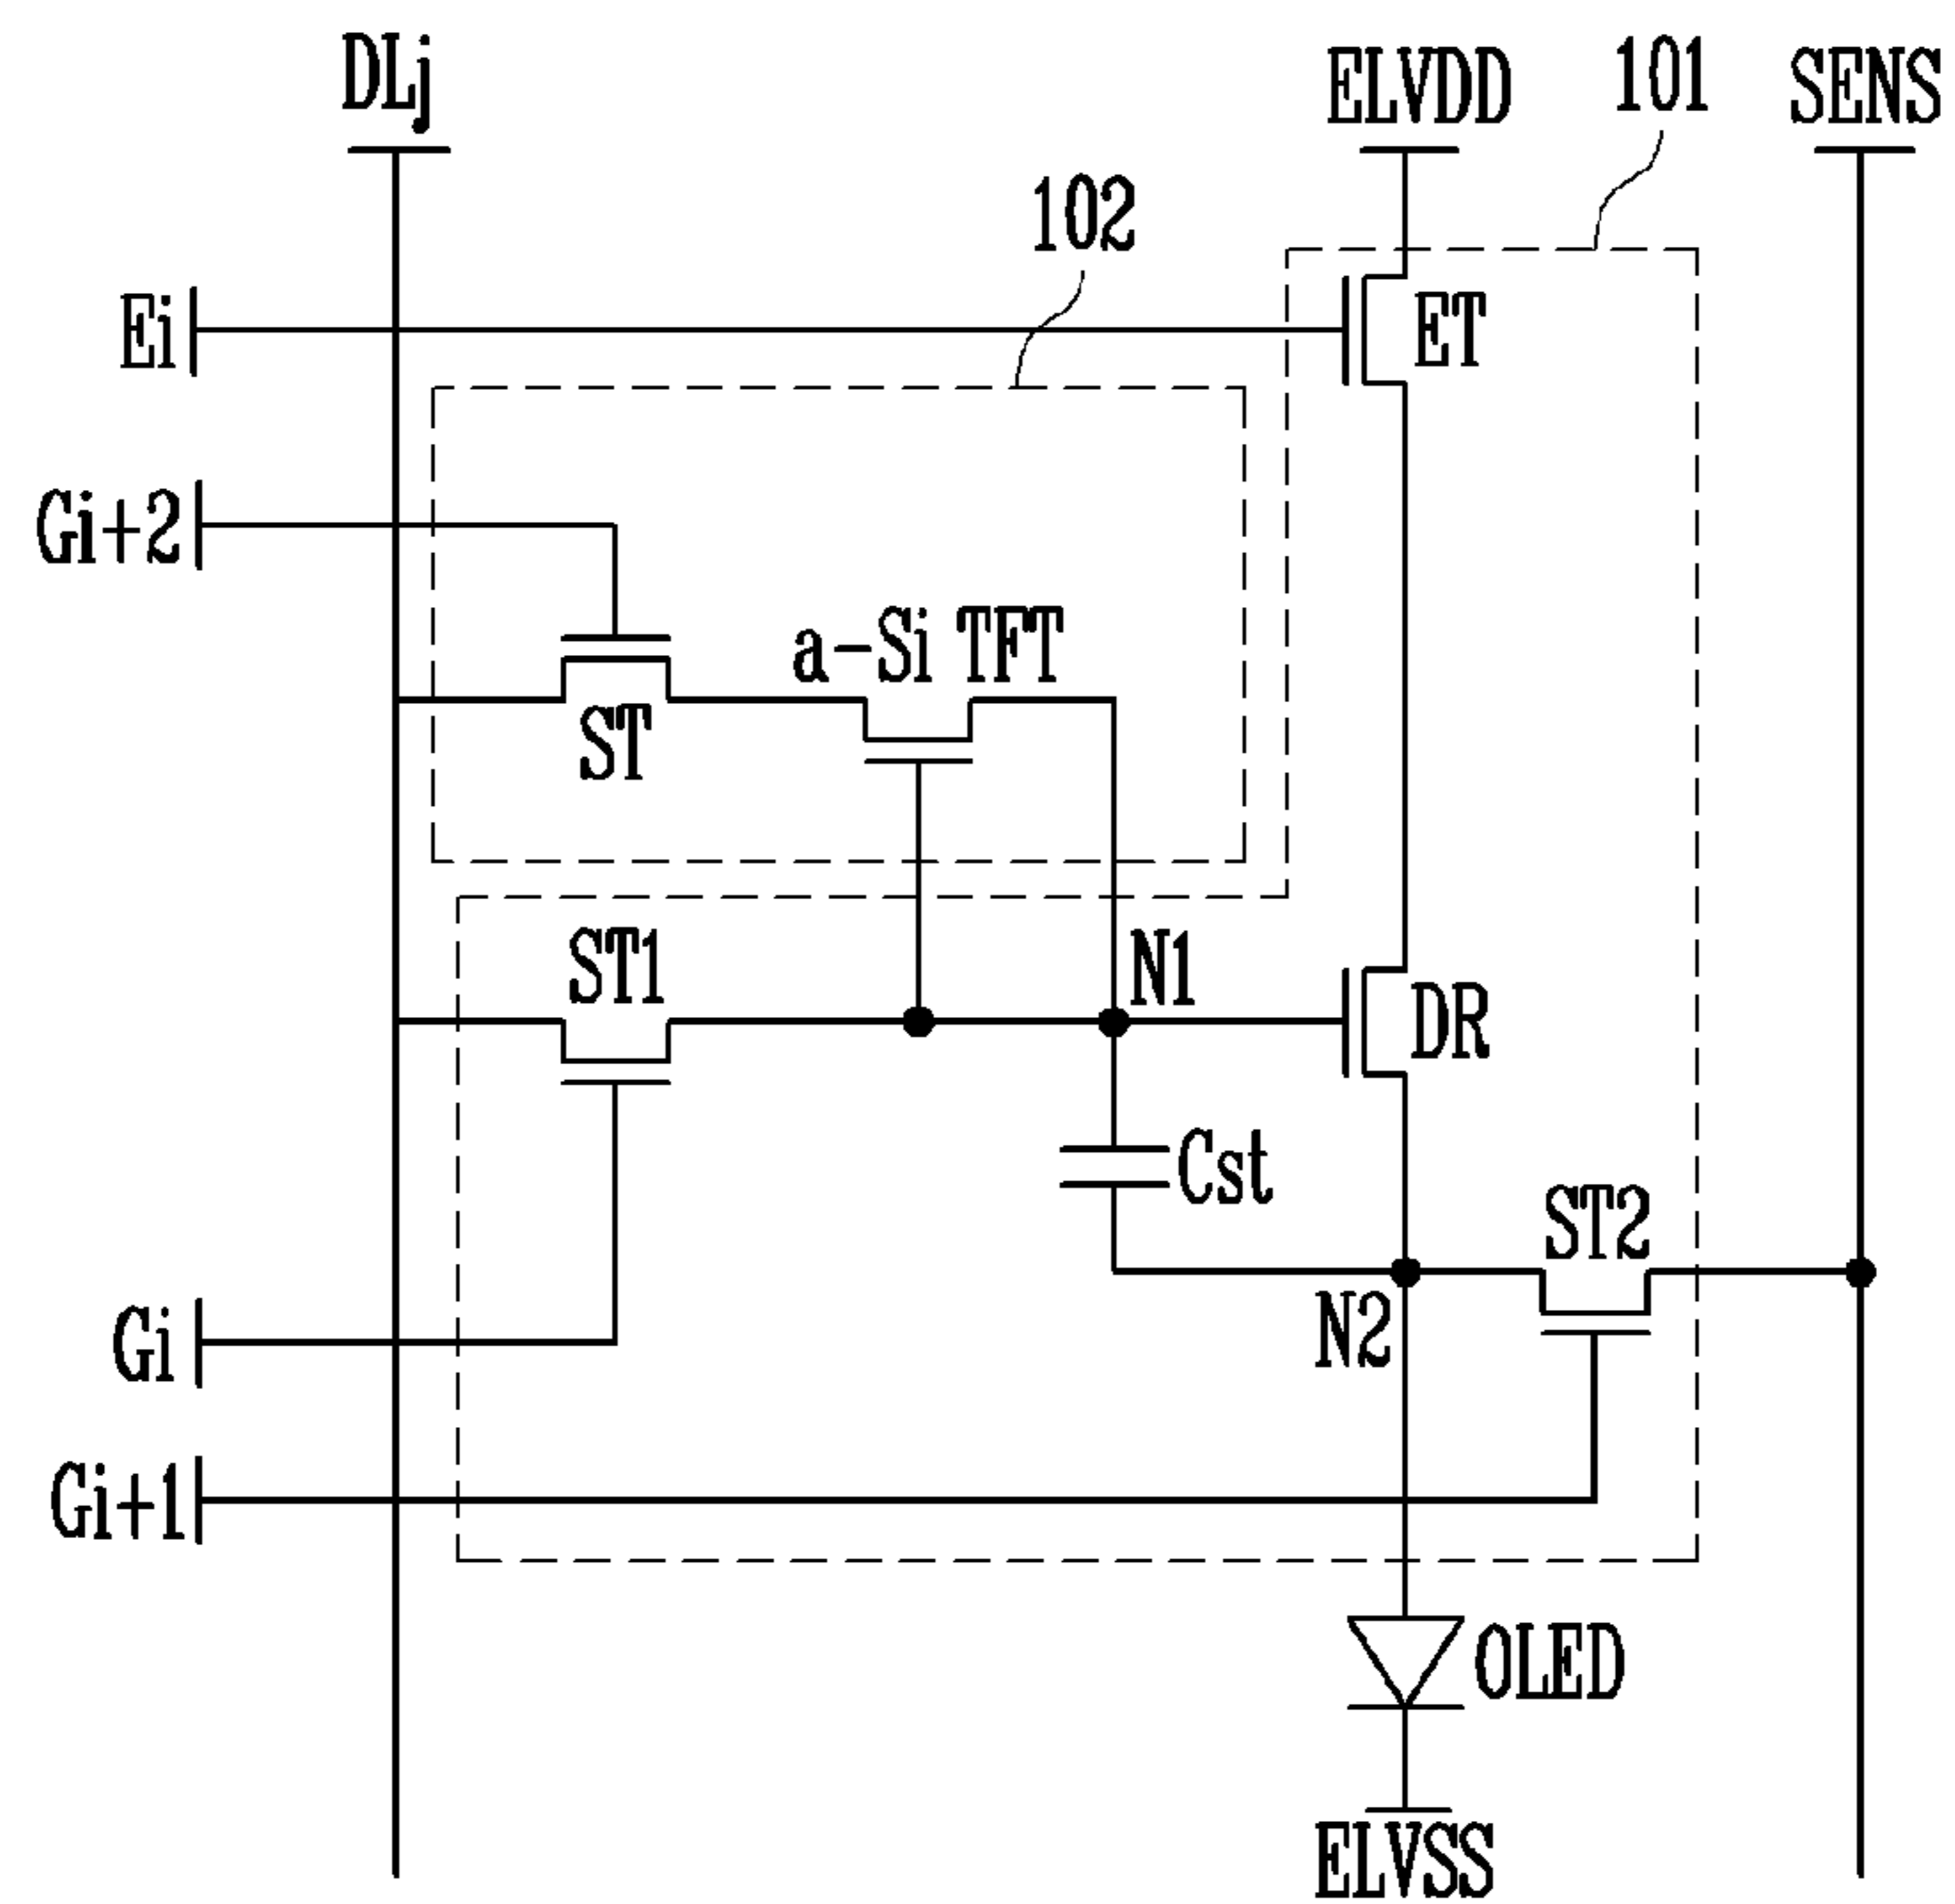 DLj
ELVDD
101
SENS
102
Ei
ET
Gi+2
a-Si TFT
ST
ST1
N1
DR
Cst
ST2
N2
Gi
Gi+1
OLED
ELVSS